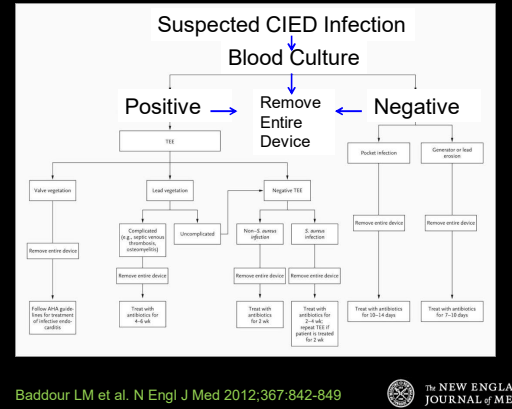 Suspected CIED Infection
Blood Culture
Positive
Remove
Entire
Device
Negative
TEE
Pocket infection
Generator or lead
erosion
Valve vegetation
Lead vegetation
Negative TEE
Complicated
(e.g., septic venous
thrombosis,
osteomyelitis)
Uncomplicated
Non–S. aureus
infection
S. aureus
infection
Remove entire device
Remove entire device
Remove entire device
Remove entire device
Remove entire device
Remove entire device
Follow AHA guide-
lines for treatment
of infective endo-
carditis
Treat with
antibiotics for
4–6 wk
Treat with
antibiotics
for 2 wk
Treat with
antibiotics for
2–4 wk;
repeat TEE if
patient is treated
for 2 wk
Treat with antibiotics
for 10–14 days
Treat with antibiotics
for 7–10 days
Baddour LM et al. N Engl J Med 2012;367:842-849
The NEW ENGLA
JOURNAL of ME